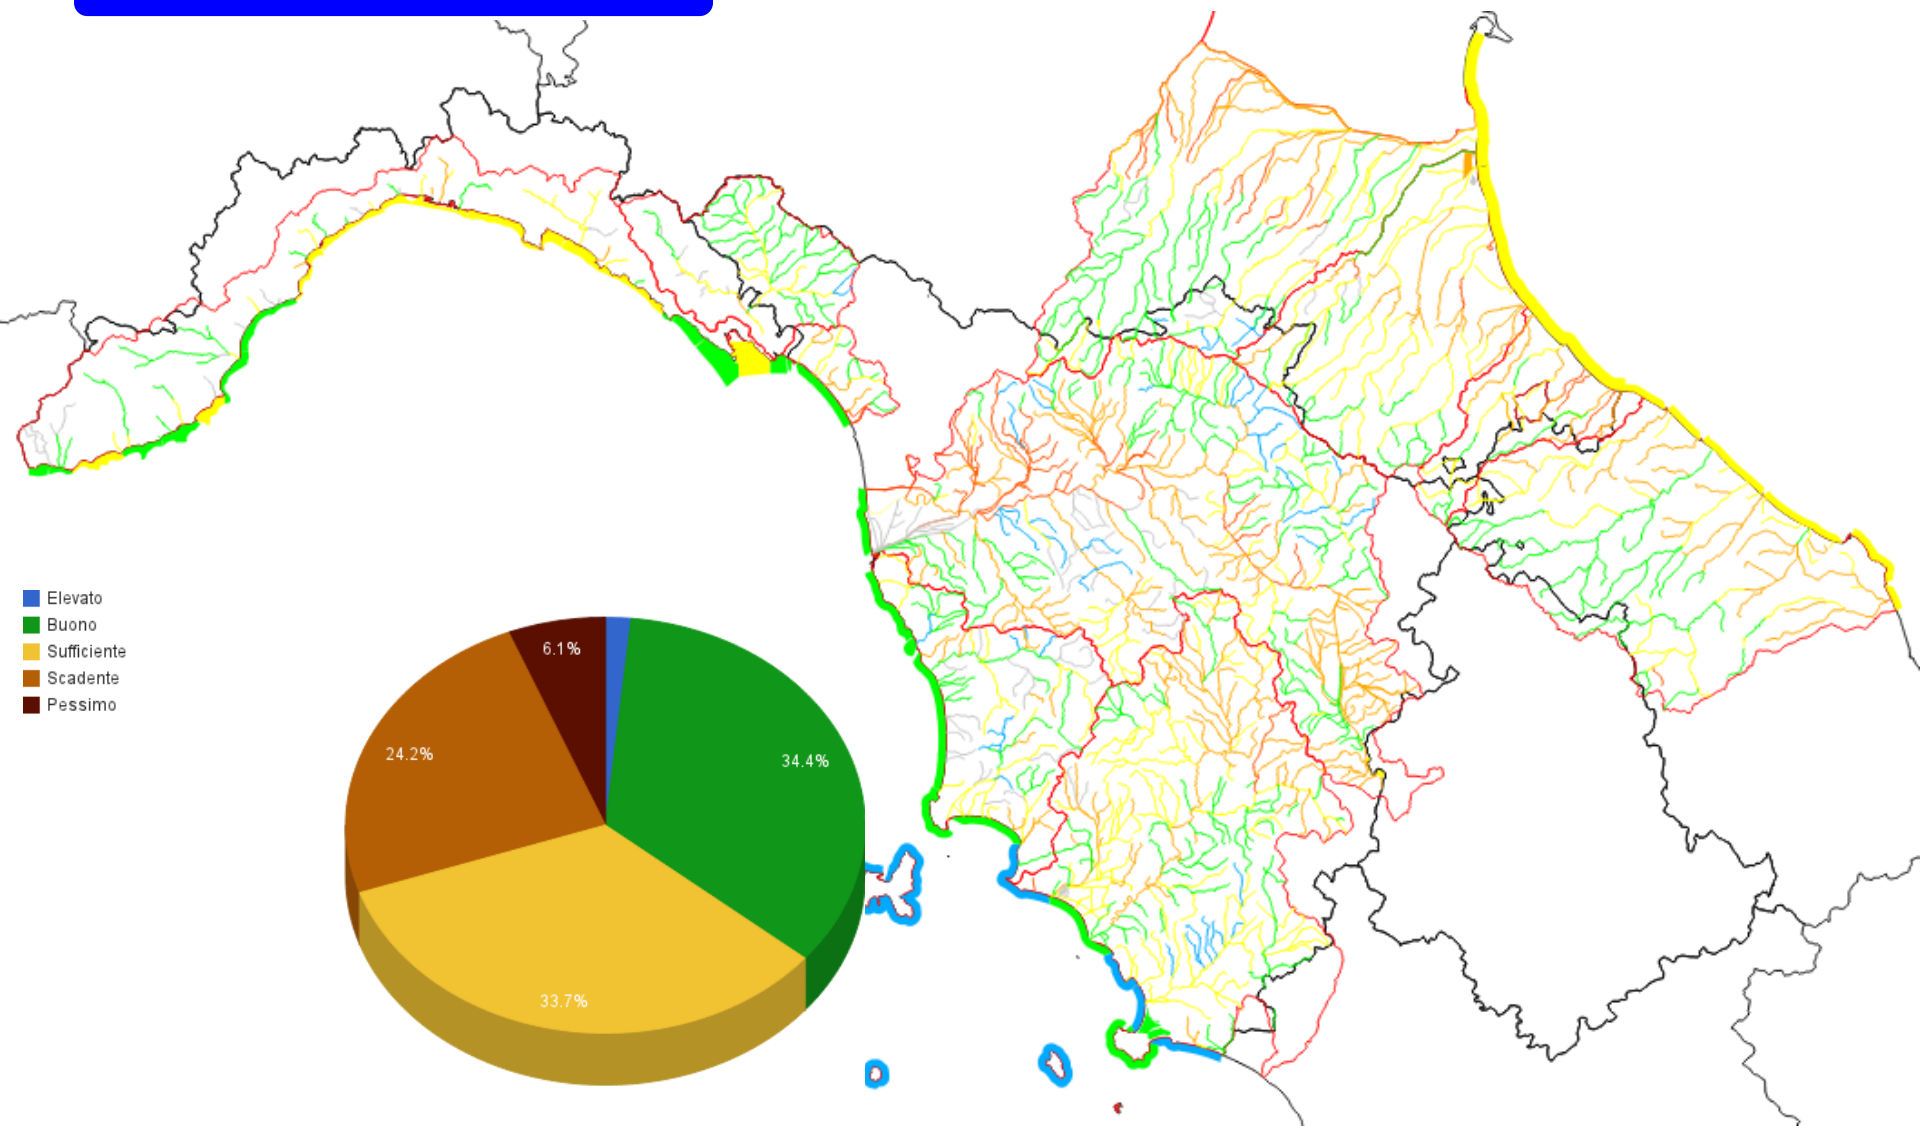 Elevato
Buono
Sufficiente
Scadente
Pessimo
6.1%
34.4%
24.2%
33.7%